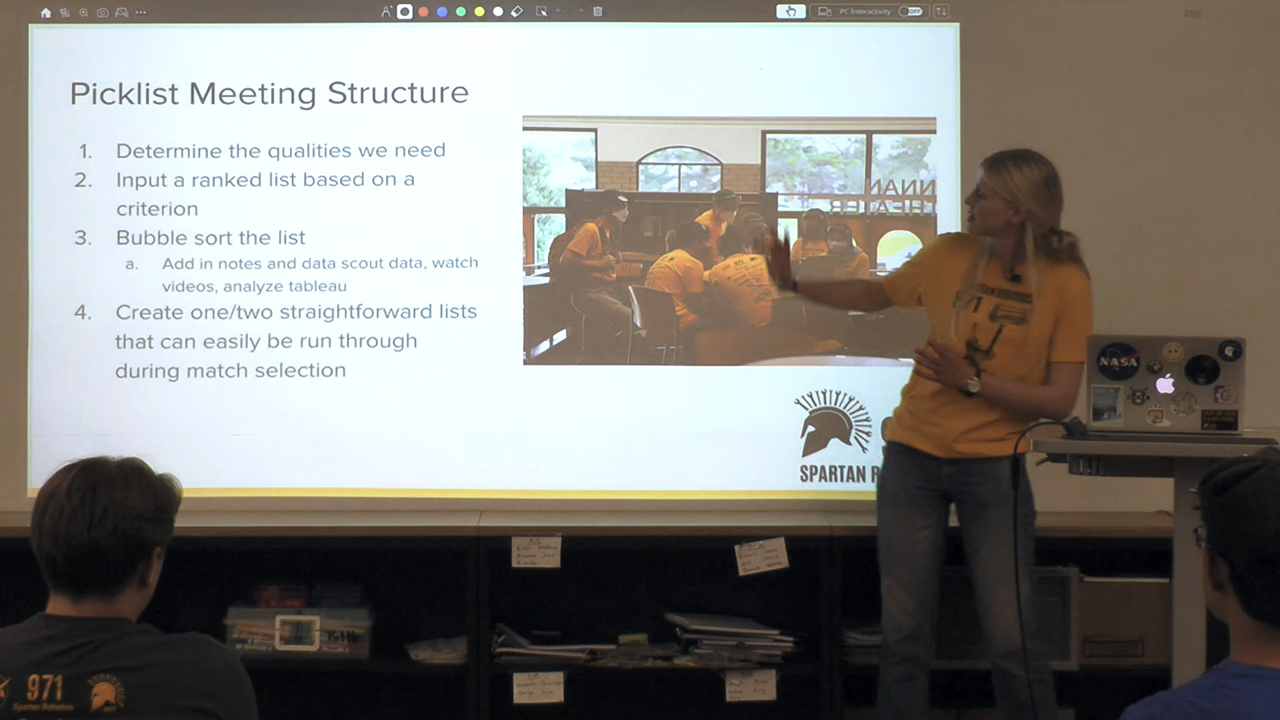 PC Interactivity OFF
Picklist Meeting Structure
1. Determine the qualities we need
2. Input a ranked list based on a
criterion
3. Bubble sort the list
a. Add in notes and data scout data, watch
videos, analyze tableau
4. Create one/two straightforward lists
that can easily be run through
during match selection
SPARTAN R
NASA
971
Spartan Robotics